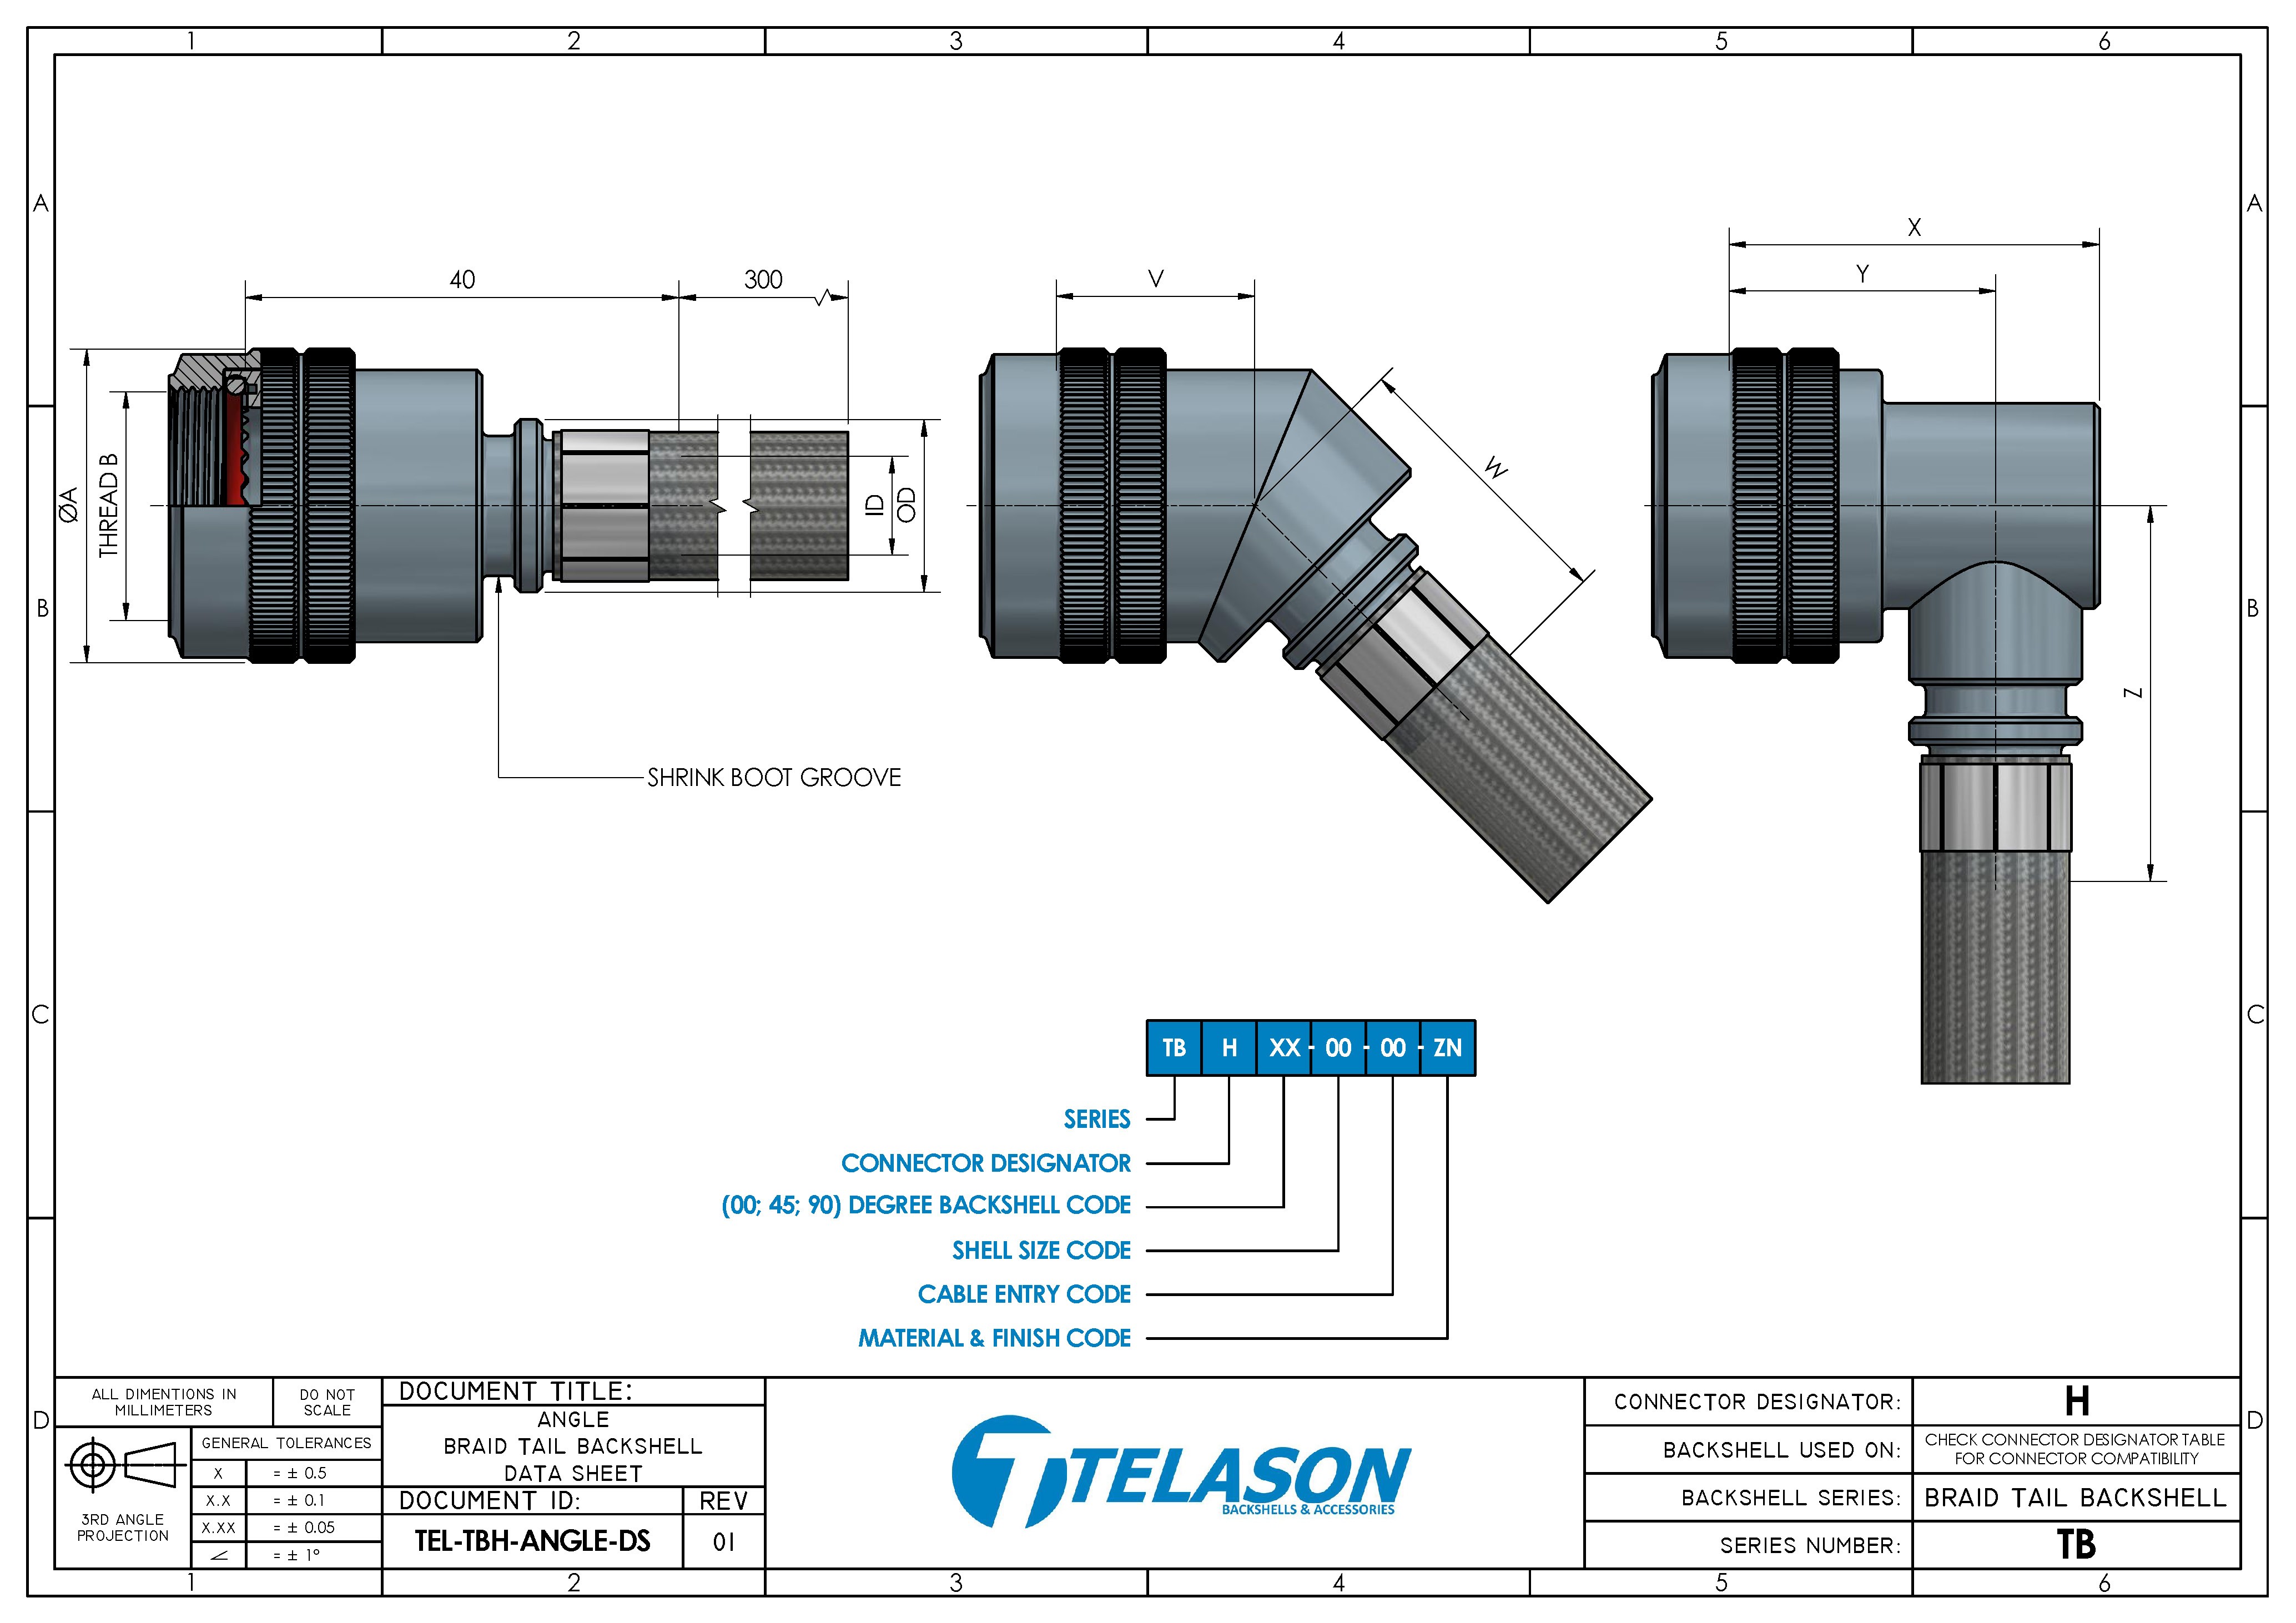 1 2 3 4 5 6
A A
B B
C C
D D
40
300
ØA
THREAD B
ID
OD
SHRINK BOOT GROOVE
V
W
X
Y
Z
TB H XX - 00 - 00 - ZN
SERIES
CONNECTOR DESIGNATOR
(00; 45; 90) DEGREE BACKSHELL CODE
SHELL SIZE CODE
CABLE ENTRY CODE
MATERIAL & FINISH CODE
ALL DIMENTIONS IN
MILLIMETERS
DO NOT
SCALE
GENERAL TOLERANCES
X = ± 0.5
X.X = ± 0.1
X.XX = ± 0.05
∠ = ± 1°
3RD ANGLE
PROJECTION
DOCUMENT TITLE:
ANGLE
BRAID TAIL BACKSHELL
DATA SHEET
DOCUMENT ID:
REV
TEL-TBH-ANGLE-DS
01
TELASON
BACKSHELLS & ACCESSORIES
CONNECTOR DESIGNATOR:
H
BACKSHELL USED ON:
CHECK CONNECTOR DESIGNATOR TABLE
FOR CONNECTOR COMPATIBILITY
BACKSHELL SERIES:
BRAID TAIL BACKSHELL
SERIES NUMBER:
TB
1 2 3 4 5 6